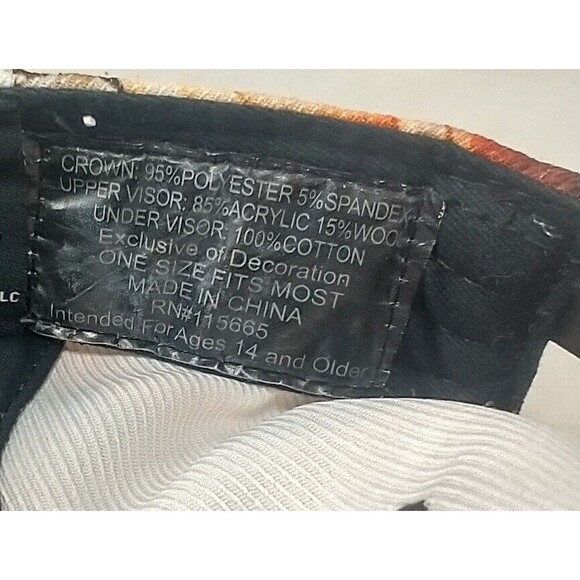 CROWN: 95%POLYESTER 5%SPANDEX
UPPER VISOR: 85%ACRYLIC 15%WOO
UNDER VISOR: 100%COTTON
Exclusive of Decoration
ONE SIZE FITS MOST
MADE IN CHINA
RN#115665
Intended For Ages 14 and Older
LC